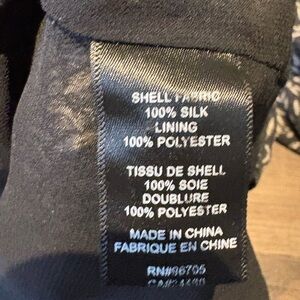 SHELL FABRIC
100% SILK
LINING
100% POLYESTER
TISSU DE SHELL
100% SOIE
DOUBLURE
100% POLYESTER
MADE IN CHINA
FABRIQUE EN CHINE
RN#96705